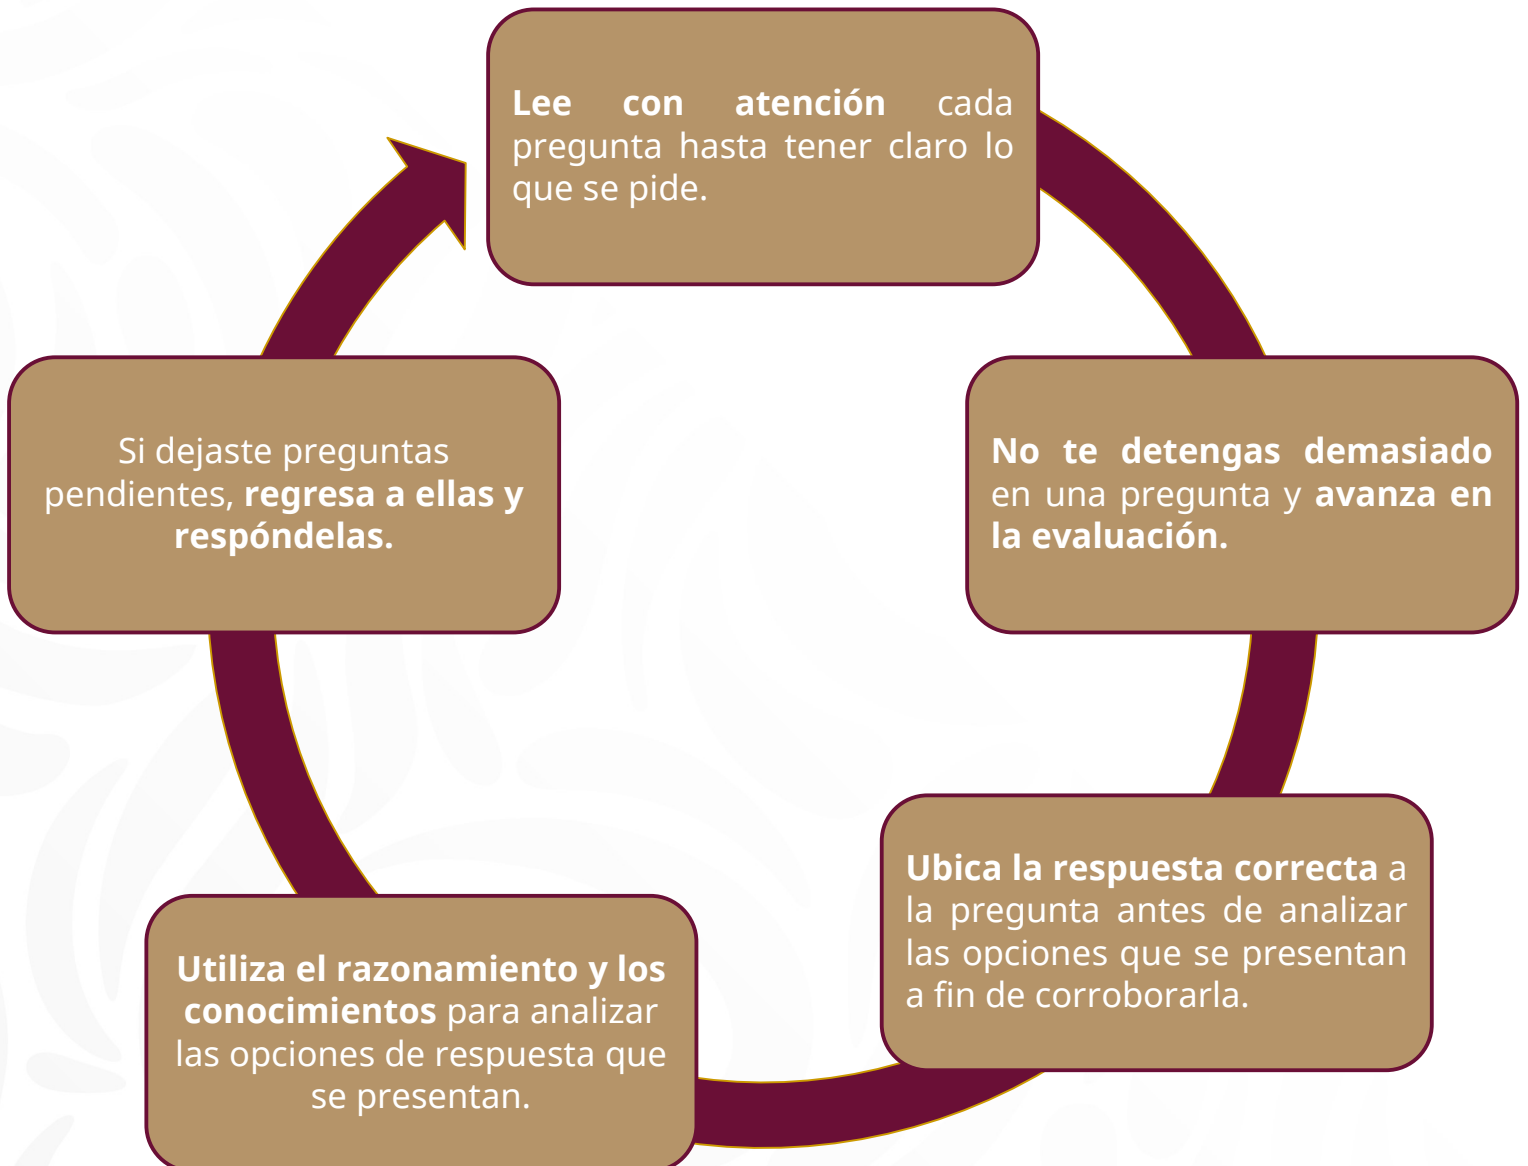 Lee con atención cada
pregunta hasta tener claro lo
que se pide.
No te detengas demasiado
en una pregunta y avanza en
la evaluación.
Ubica la respuesta correcta a
la pregunta antes de analizar
las opciones que se presentan
a fin de corroborarla.
Utiliza el razonamiento y los
conocimientos para analizar
las opciones de respuesta que
se presentan.
Si dejaste preguntas
pendientes, regresa a ellas y
respóndelas.